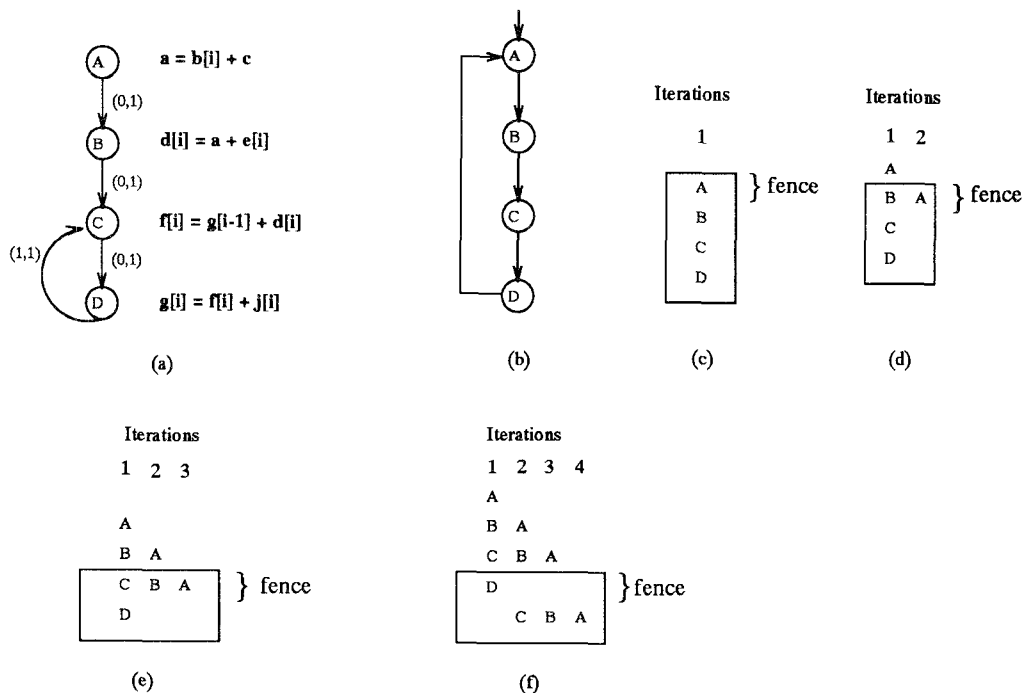 A a = b[i] + c
(0,1)
B d[i] = a + e[i]
(0,1)
C f[i] = g[i-1] + d[i]
(1,1) (0,1)
D g[i] = f[i] + j[i]
(a)
A
B
C
D
(b)
Iterations
1
A } fence
B
C
D
(c)
Iterations
1 2
A
B A } fence
C
D
(d)
Iterations
1 2 3
A
B A
C B A } fence
D
(e)
Iterations
1 2 3 4
A
B A
C B A
D } fence
C B A
(f)